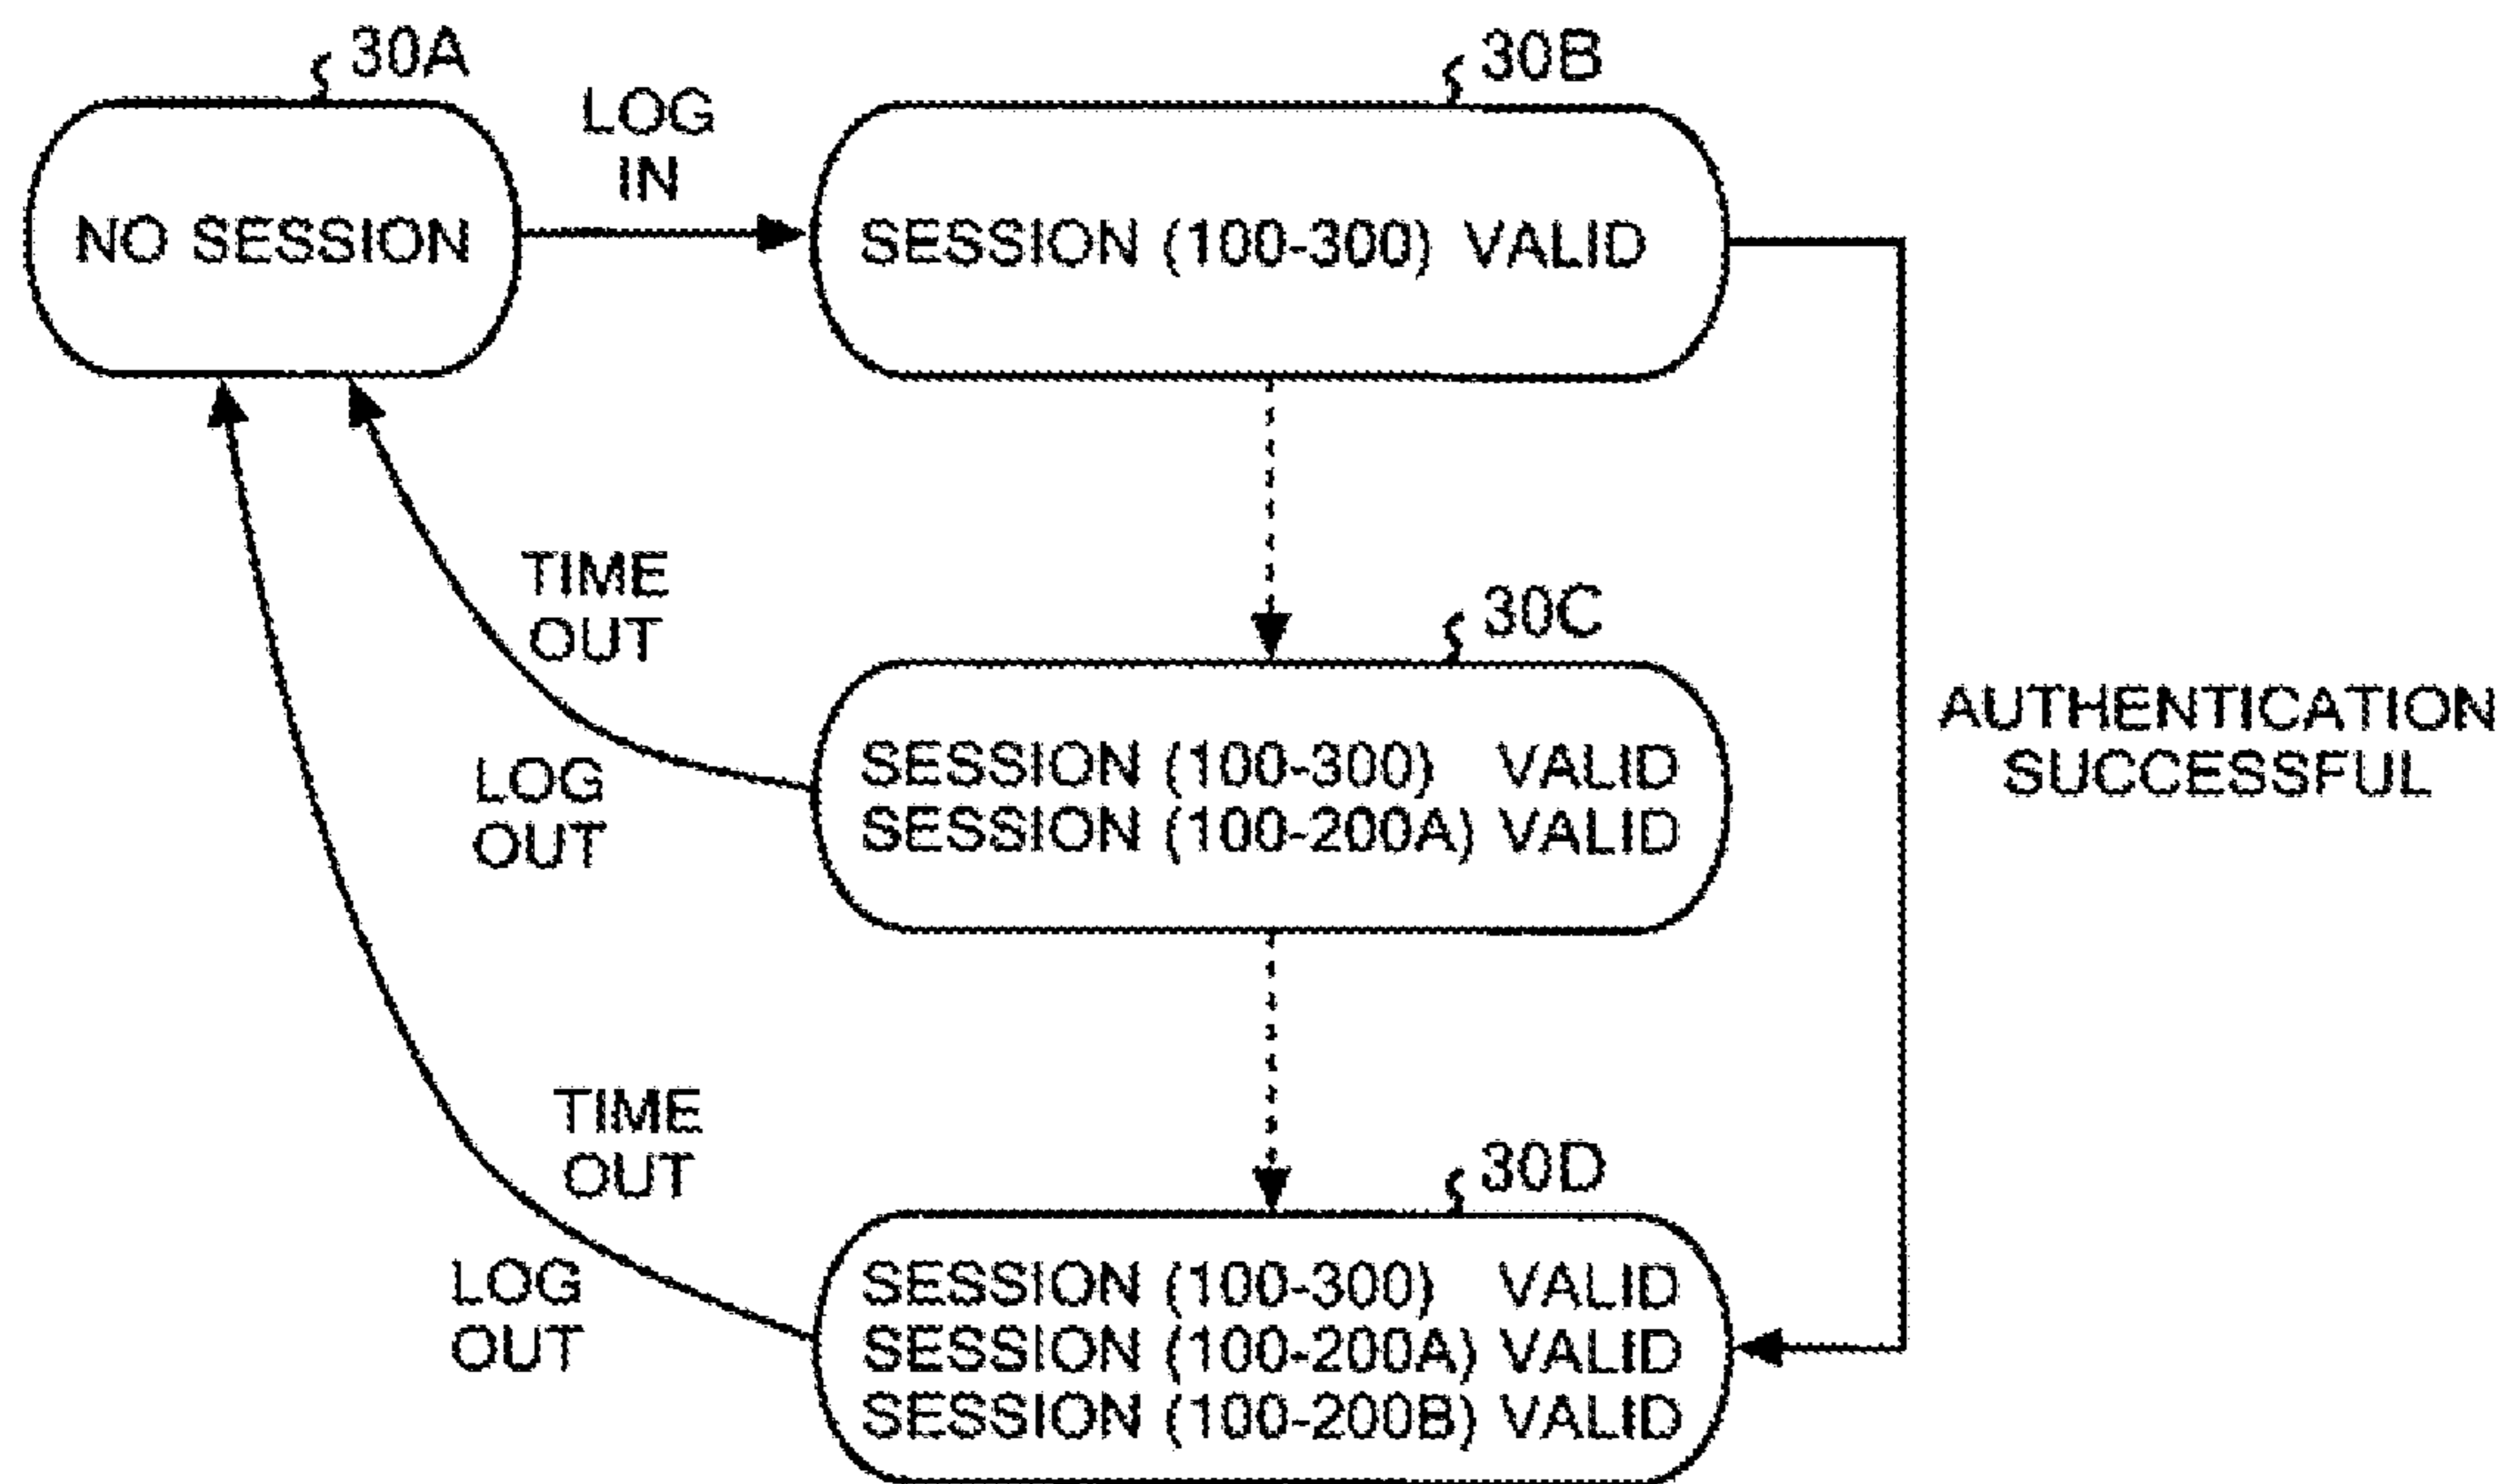 30A
LOG
IN
30B
NO SESSION
SESSION (100-300) VALID
TIME
OUT
LOG
OUT
30C
SESSION (100-300) VALID
SESSION (100-200A) VALID
AUTHENTICATION
SUCCESSFUL
TIME
OUT
LOG
OUT
30D
SESSION (100-300) VALID
SESSION (100-200A) VALID
SESSION (100-200B) VALID